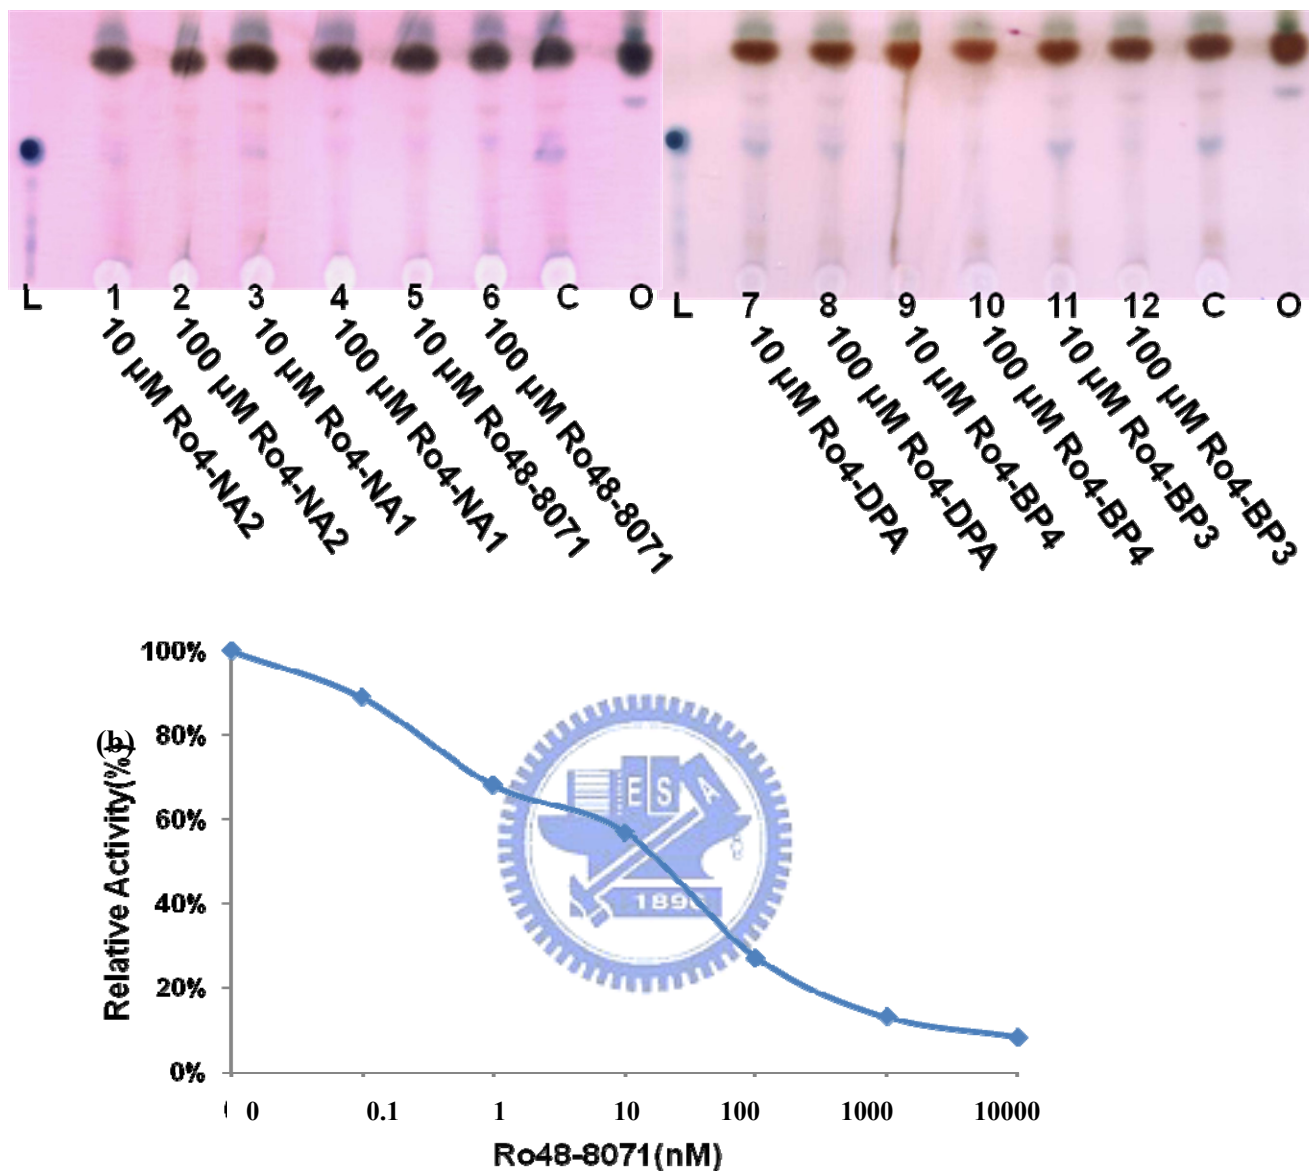 L 1 2 3 4 5 6 C O L 7 8 9 10 11 12 C O
10 µM Ro4-NA2
100 µM Ro4-NA2
10 µM Ro4-NA1
100 µM Ro4-NA1
10 µM Ro48-8071
100 µM Ro48-8071
10 µM Ro4-DPA
100 µM Ro4-DPA
10 µM Ro4-BP4
100 µM Ro4-BP4
10 µM Ro4-BP3
100 µM Ro4-BP3
(b)
Relative Activity(%)
100%
80%
60%
40%
20%
0%
E S A
1896
0 0.1 1 10 100 1000 10000
Ro48-8071(nM)